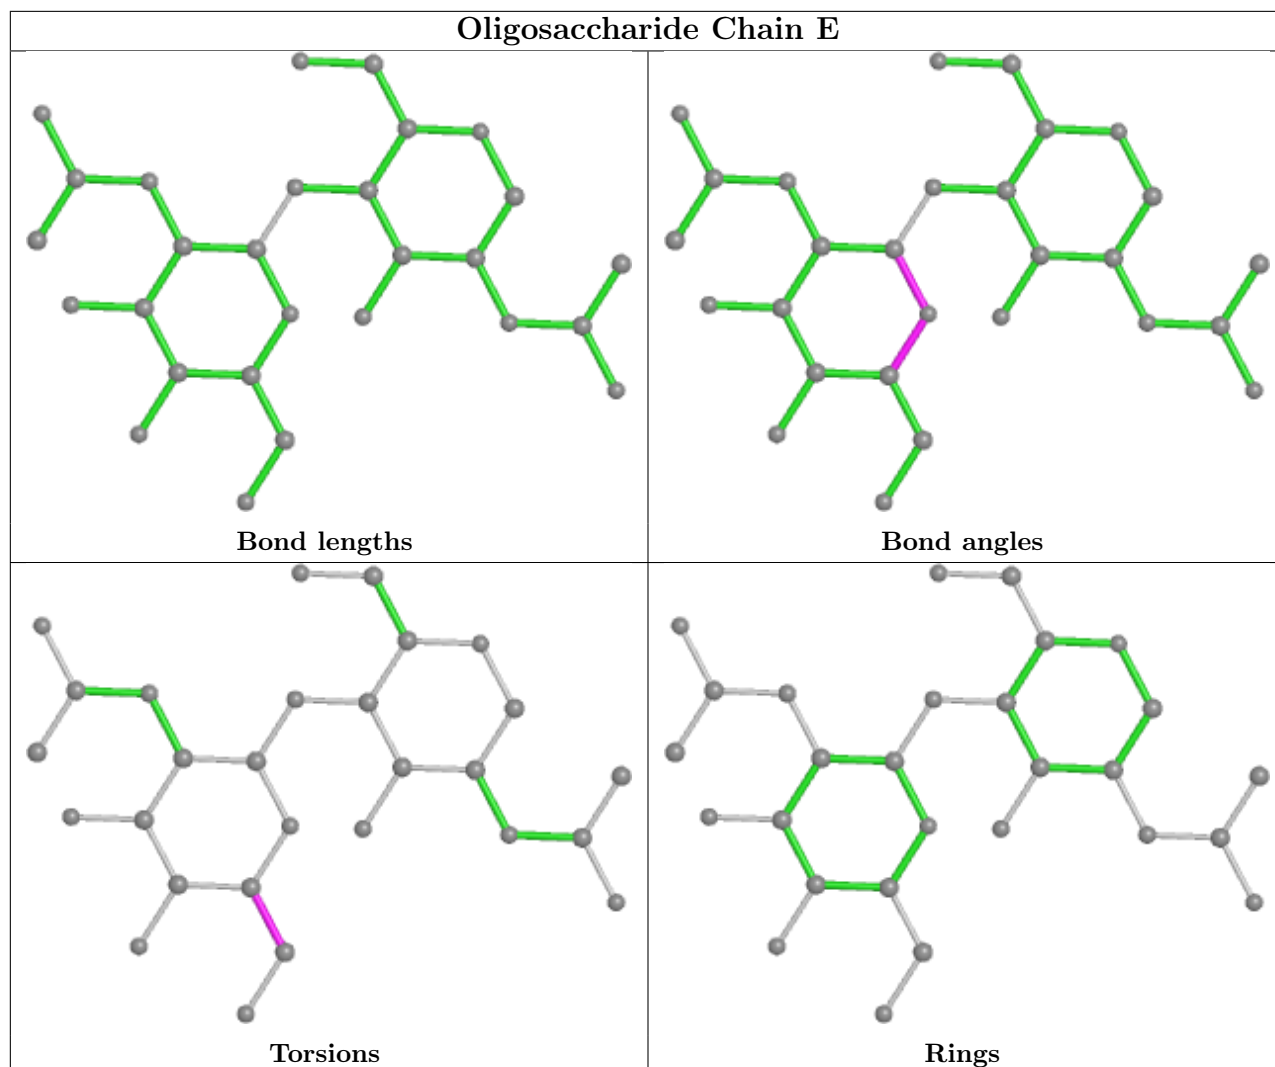 Oligosaccharide Chain E
Bond lengths
Bond angles
Torsions
Rings